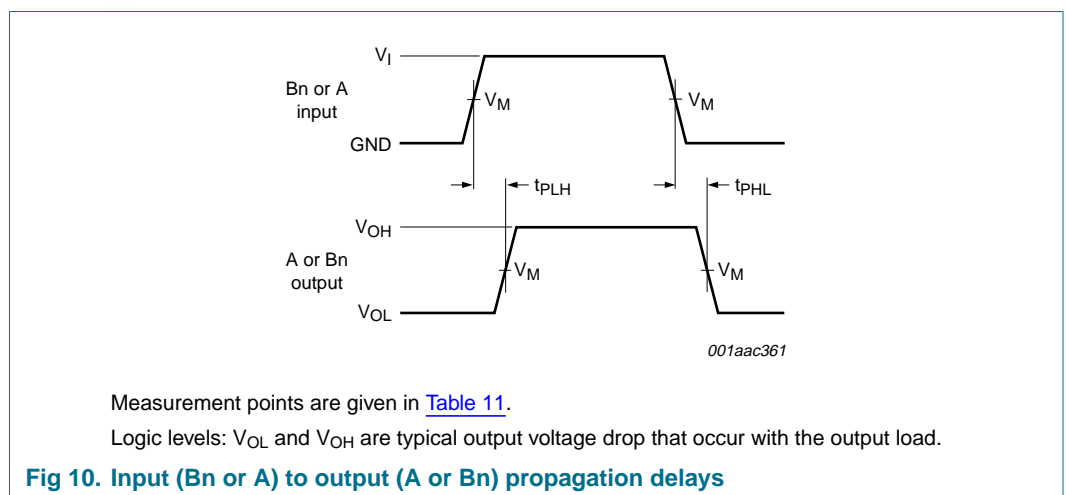 VI
Bn or A
input
VM
VM
GND
tPLH
tPHL
VOH
A or Bn
output
VM
VM
VOL
001aac361
Measurement points are given in Table 11.
Logic levels: VOL and VOH are typical output voltage drop that occur with the output load.
Fig 10. Input (Bn or A) to output (A or Bn) propagation delays